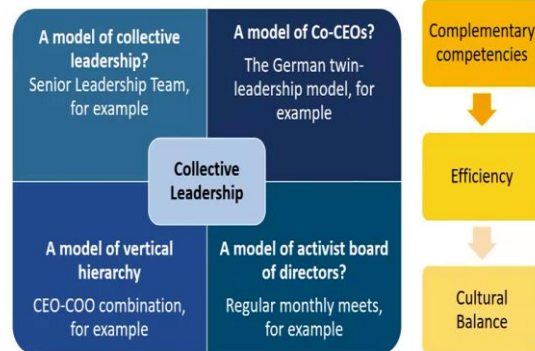 A model of collective
leadership?
Senior Leadership Team,
for example
A model of Co-CEOs?
The German twin-
leadership model, for
example
Collective
Leadership
A model of vertical
hierarchy
CEO-COO combination,
for example
A model of activist board
of directors?
Regular monthly meets,
for example
Complementary
competencies
Efficiency
Cultural
Balance